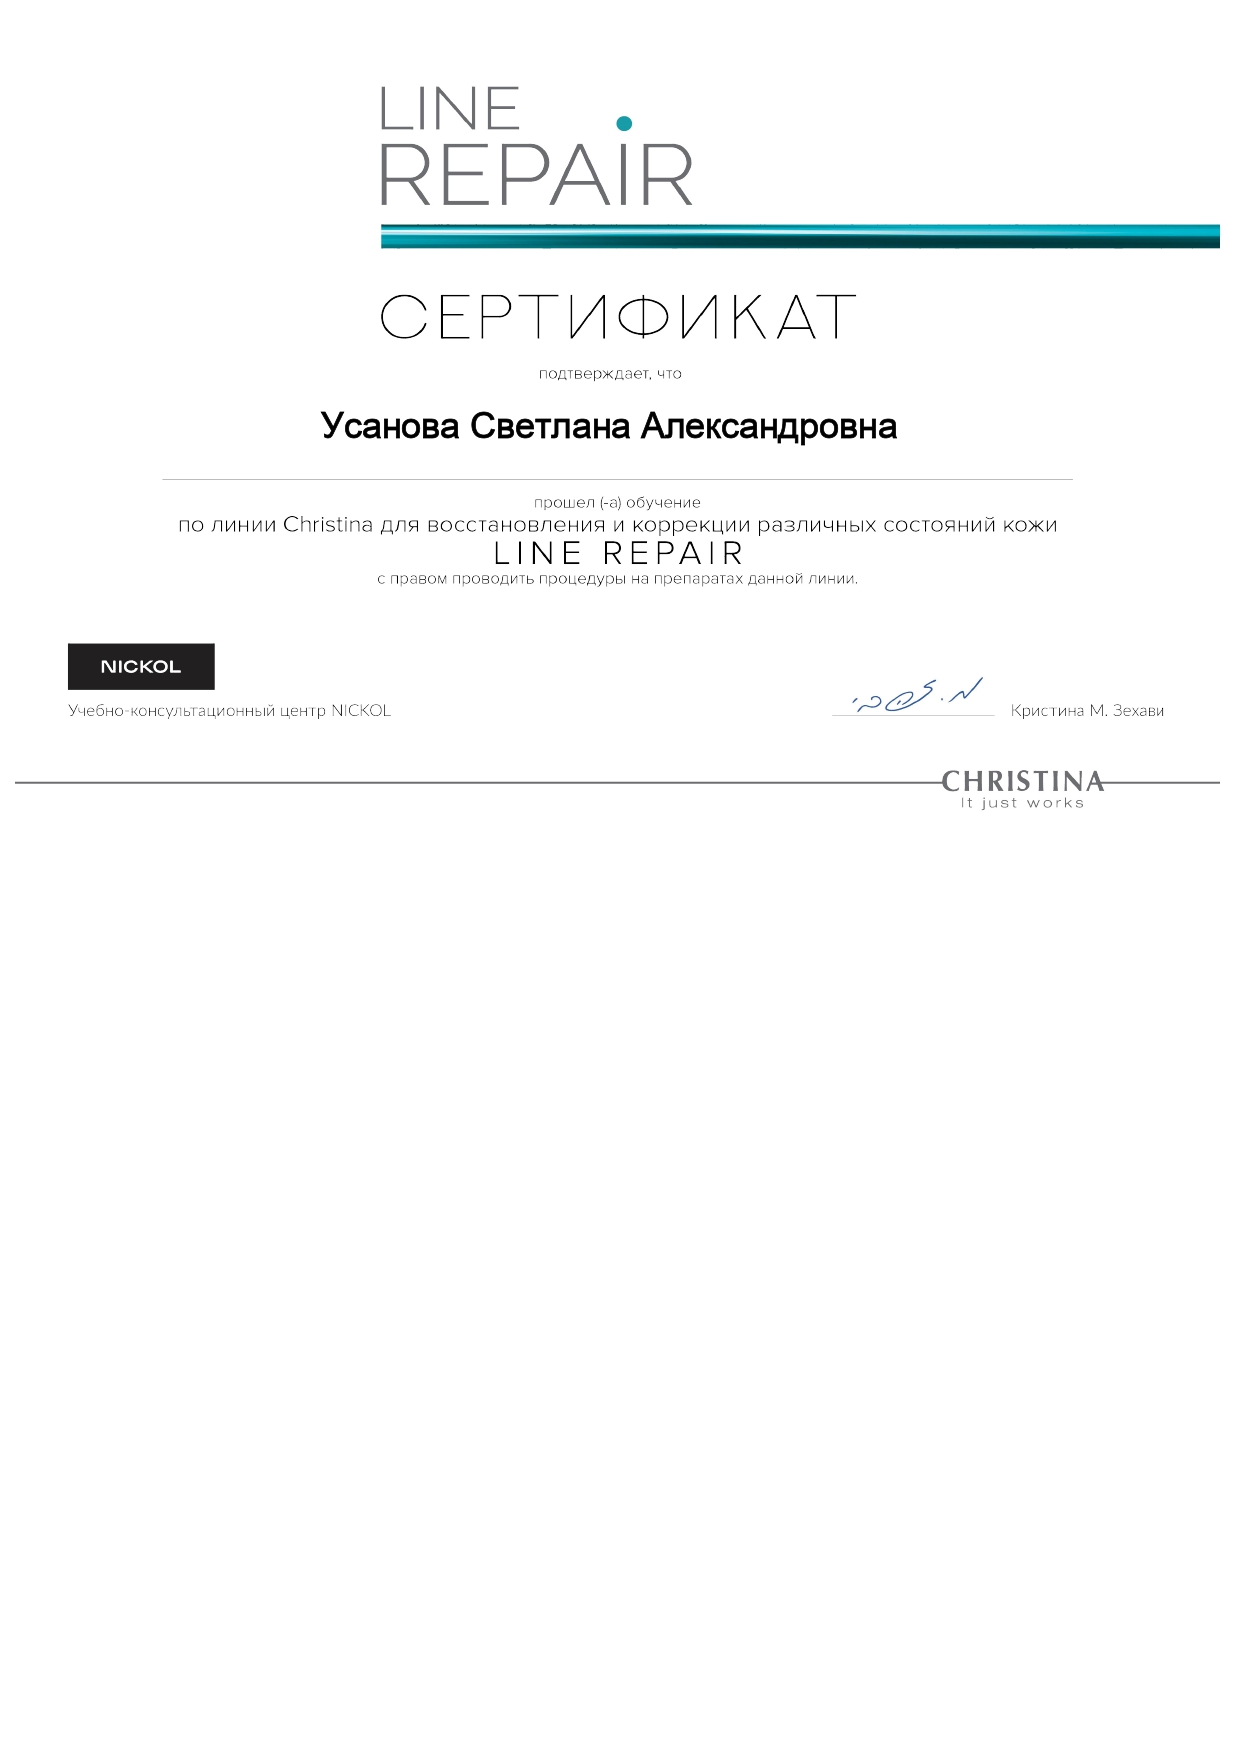 LINE
REPAIR
СЕРТИФИКАТ
подтверждает, что
Усанова Светлана Александровна
прошел (-а) обучение
по линии Christina для восстановления и коррекции различных состояний кожи
LINE REPAIR
с правом проводить процедуры на препаратах данной линии.
NICKOL
Учебно-консультационный центр NICKOL
Кристина М. Зехави
CHRISTINA
It just works